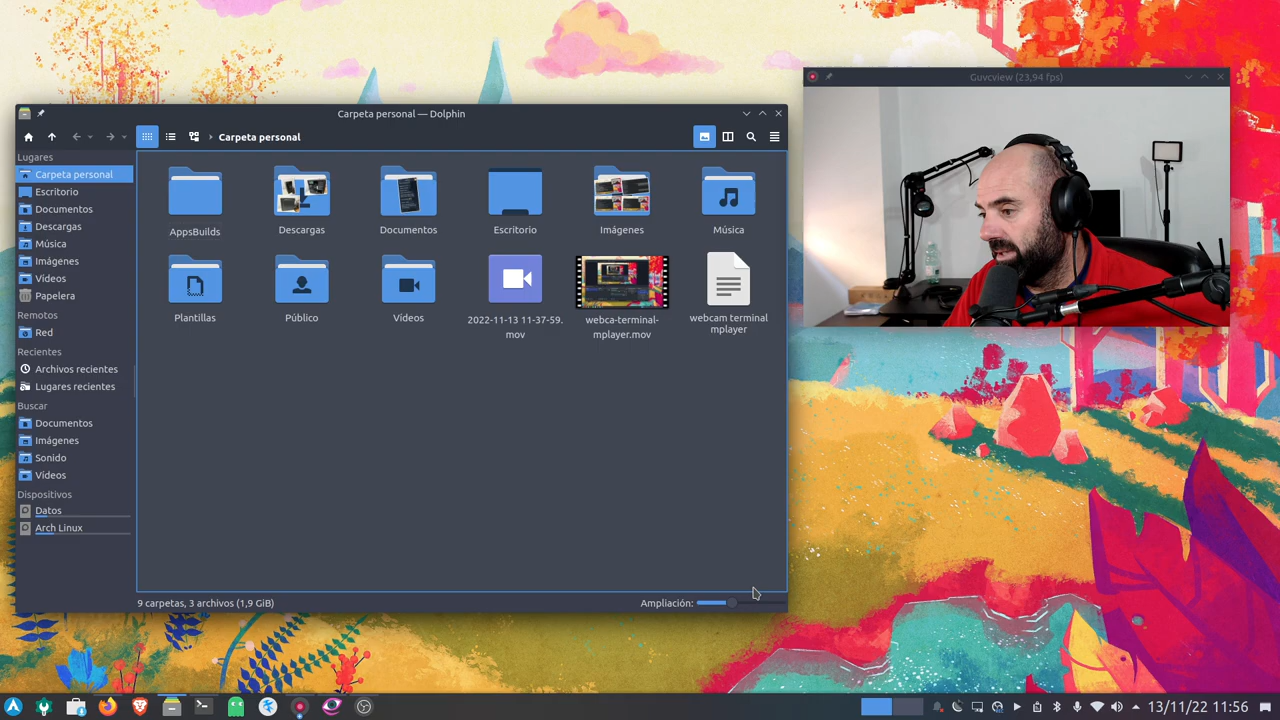 Guvcview (23,94 fps)
Carpeta personal — Dolphin
Carpeta personal
Lugares
Carpeta personal
Escritorio
Documentos
Descargas
Música
Imágenes
Vídeos
Papelera
Remotos
Red
Recientes
Archivos recientes
Lugares recientes
Buscar
Documentos
Imágenes
Sonido
Vídeos
Dispositivos
Datos
Arch Linux
AppsBuilds
Descargas
Documentos
Escritorio
Imágenes
Música
Plantillas
Público
Vídeos
2022-11-13 11-37-59.
mov
webca-terminal-
mplayer.mov
webcam terminal
mplayer
9 carpetas, 3 archivos (1,9 GiB)
Ampliación:
13/11/22 11:56